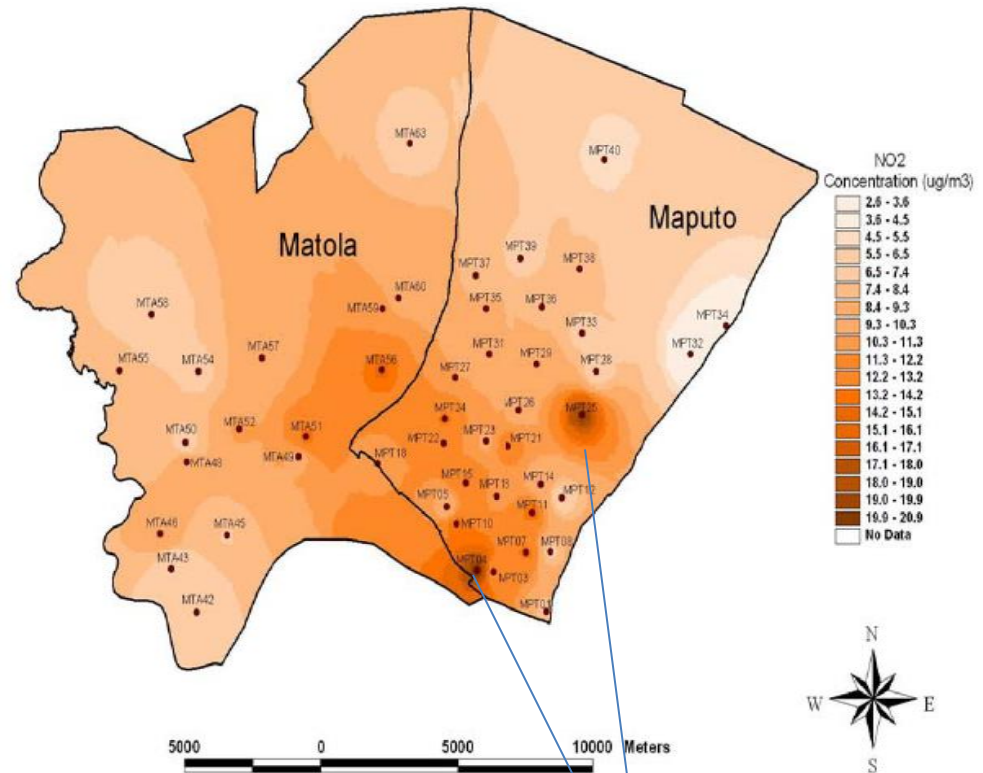 MTA63
MPT40
NO2
Concentration (ug/m3)
2.6 - 3.6
3.6 - 4.5
4.5 - 5.5
5.5 - 6.5
6.5 - 7.4
7.4 - 8.4
8.4 - 9.3
9.3 - 10.3
10.3 - 11.3
11.3 - 12.2
12.2 - 13.2
13.2 - 14.2
14.2 - 15.1
15.1 - 16.1
16.1 - 17.1
17.1 - 18.0
18.0 - 19.0
19.0 - 19.9
19.9 - 20.9
No Data
Maputo
Matola
MPT39
MPT37
MPT38
MTA60
MTA58
MTA59
MPT35
MPT36
MPT34
MPT33
MTA57
MPT31
MPT32
MTA55
MTA54
MTA56
MPT29
MPT28
MPT27
MPT26
MPT25
MPT24
MTA52
MTA51
MTA50
MPT22
MPT23
MPT21
MTA49
MPT18
MPT15
MPT14
MPT12
MPT05
MPT11
MTA46
MTA45
MPT10
MPT07
MPT08
MTA43
MPT04
MPT03
MTA42
MPT01
N
W
E
S
5000
0
5000
10000 Meters